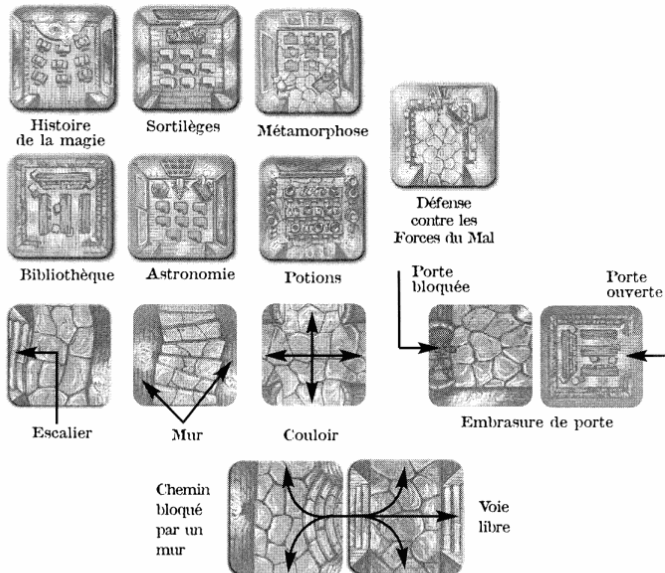 Histoire
de la magie
Sortilèges
Métamorphose
Défense
contre les
Forces du Mal
Bibliothèque
Astronomie
Potions
Porte
bloquée
Porte
ouverte
Escalier
Mur
Couloir
Embrasure de porte
Chemin
bloqué
par un
mur
Voie
libre